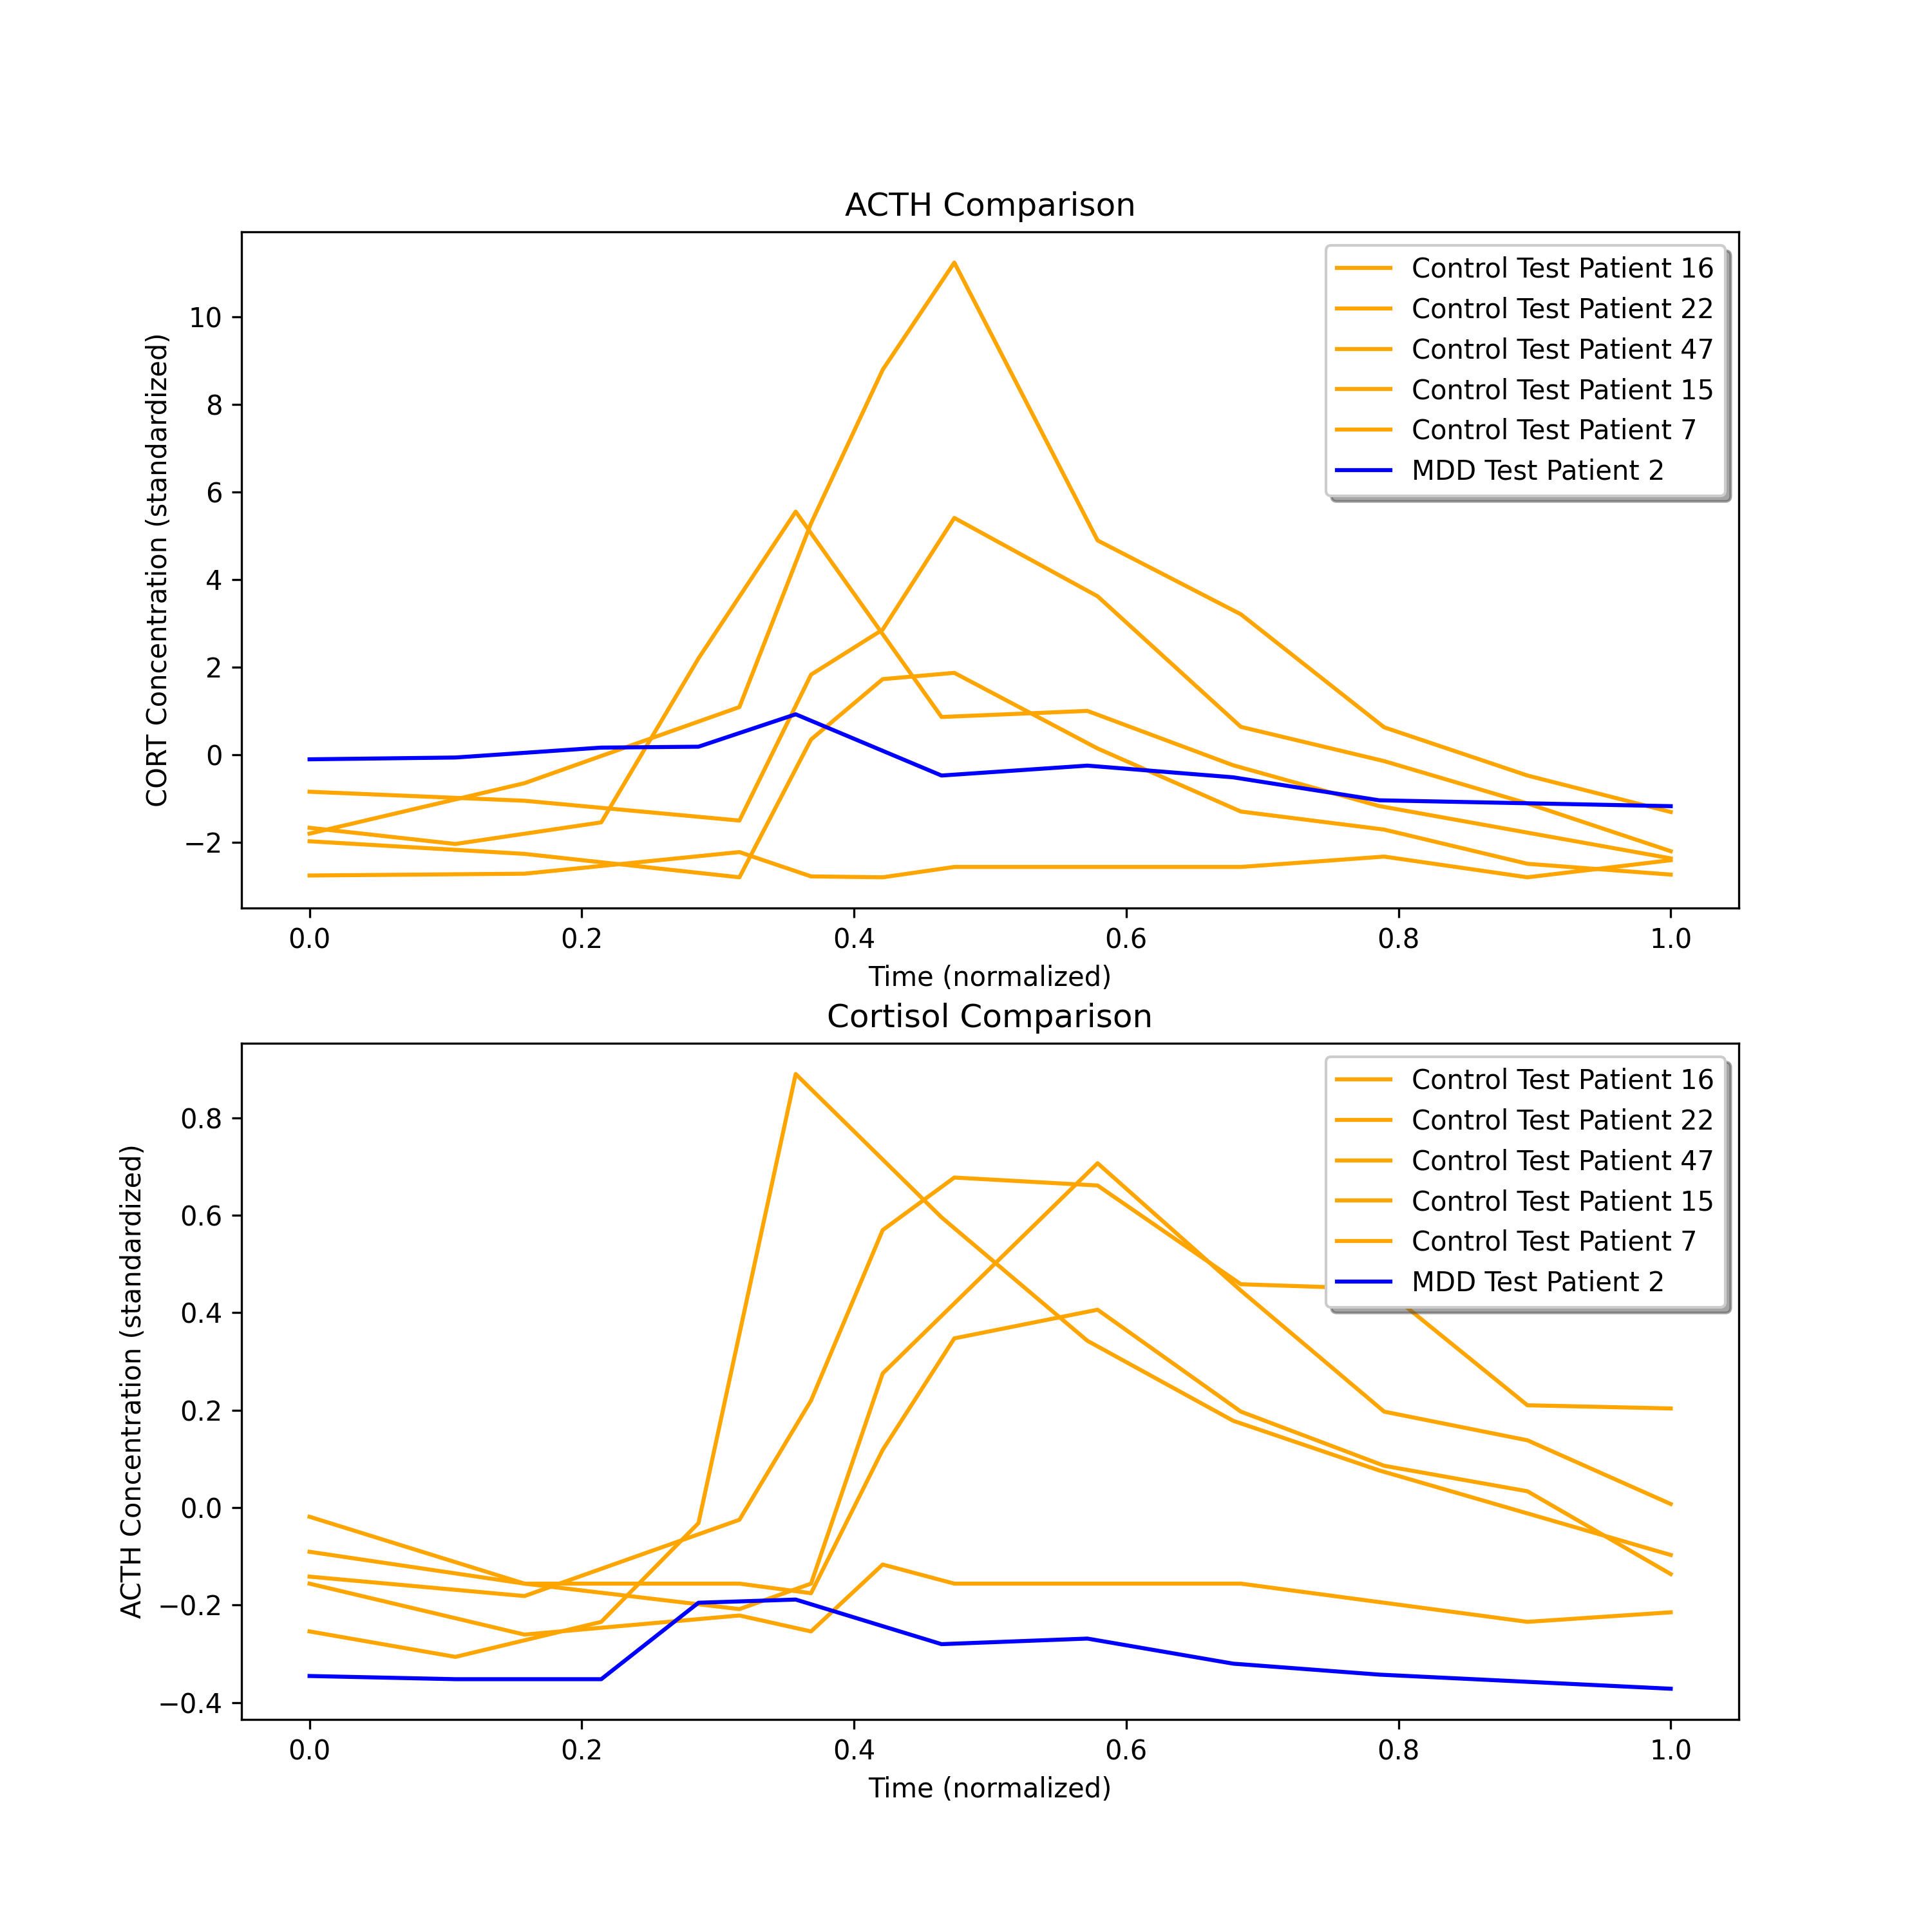 ACTH Comparison
CORT Concentration (standardized)
10
8
6
4
2
0
−2
Control Test Patient 16
Control Test Patient 22
Control Test Patient 47
Control Test Patient 15
Control Test Patient 7
MDD Test Patient 2
0.0 0.2 0.4 0.6 0.8 1.0
Time (normalized)
Cortisol Comparison
ACTH Concentration (standardized)
0.8
0.6
0.4
0.2
0.0
−0.2
−0.4
Control Test Patient 16
Control Test Patient 22
Control Test Patient 47
Control Test Patient 15
Control Test Patient 7
MDD Test Patient 2
0.0 0.2 0.4 0.6 0.8 1.0
Time (normalized)